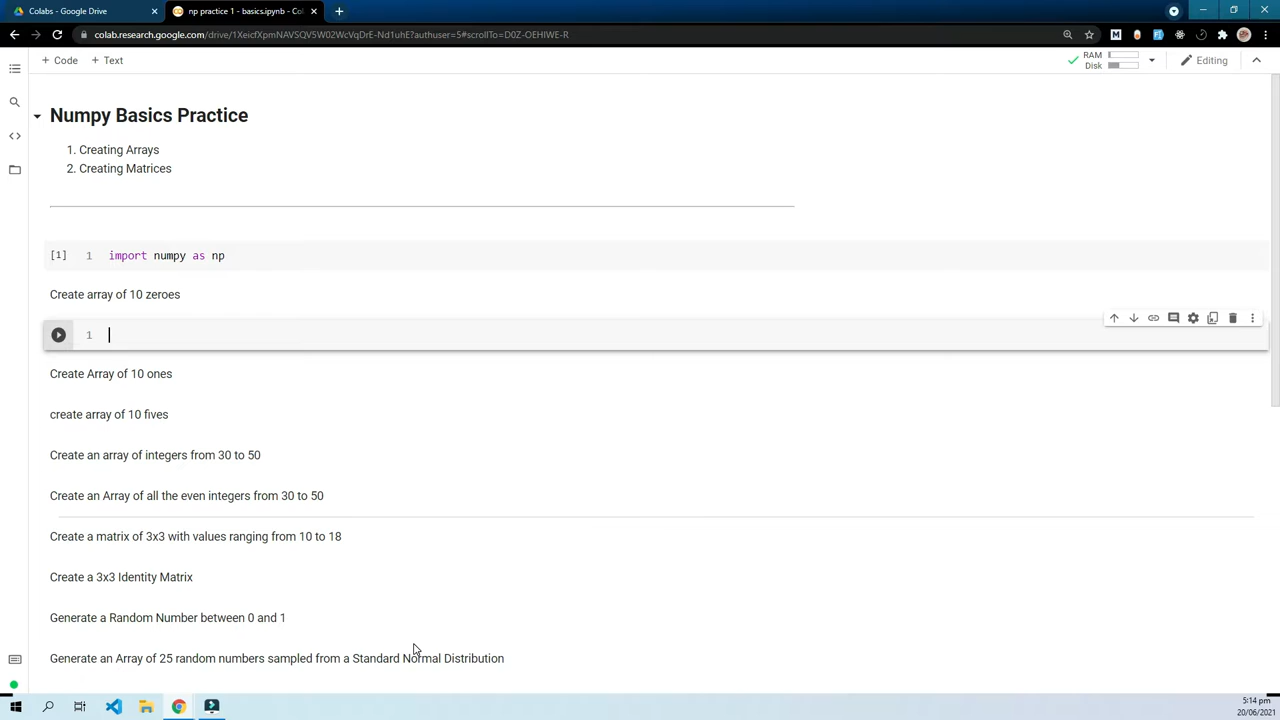 Colabs - Google Drive
np practice 1 - basics.ipynb - Co
colab.research.google.com/drive/1XeicfXpmNAVSQV5W02WcVqDrE-Nd1uhE?authuser=5#scrollTo=D0Z-OEHIWE-R
+ Code
+ Text
RAM
Disk
Editing
Numpy Basics Practice
1. Creating Arrays
2. Creating Matrices
[1] 1 import numpy as np
Create array of 10 zeroes
1
Create Array of 10 ones
create array of 10 fives
Create an array of integers from 30 to 50
Create an Array of all the even integers from 30 to 50
Create a matrix of 3x3 with values ranging from 10 to 18
Create a 3x3 Identity Matrix
Generate a Random Number between 0 and 1
Generate an Array of 25 random numbers sampled from a Standard Normal Distribution
5:14 pm
20/06/2021